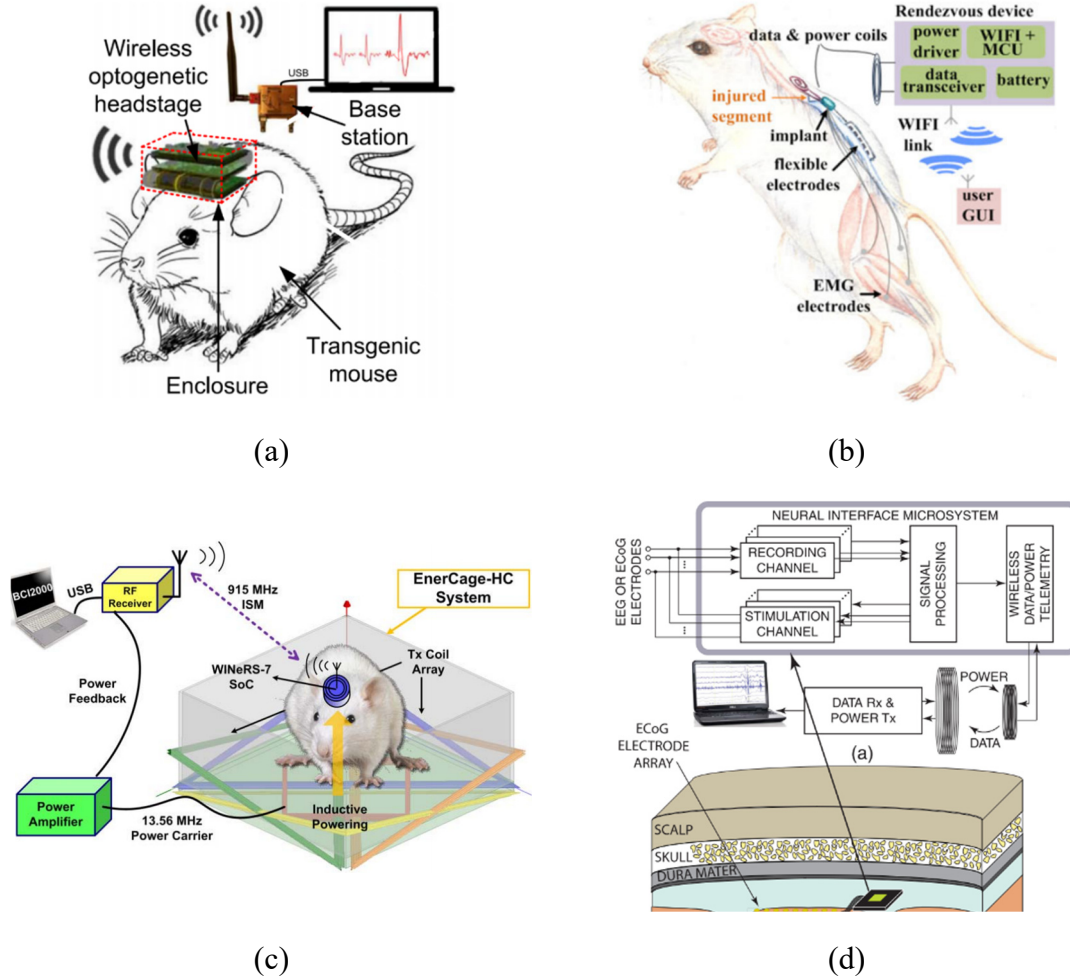 Wireless
optogenetic
headstage
USB
Base
station
Transgenic
mouse
Enclosure
(a)
Rendezvous device
power
driver
WIFI +
MCU
data
transceiver
battery
data & power coils
injured
segment
implant
flexible
electrodes
WIFI
link
user
GUI
EMG
electrodes
(b)
BCI2000
USB
RF
Receiver
915 MHz
ISM
EnerCage-HC
System
WINeRS-7
SoC
Tx Coil
Array
Power
Feedback
Power
Amplifier
13.56 MHz
Power Carrier
Inductive
Powering
(c)
NEURAL INTERFACE MICROSYSTEM
EEG OR ECoG
ELECTRODES
RECORDING
CHANNEL
STIMULATION
CHANNEL
SIGNAL
PROCESSING
WIRELESS
DATA/POWER
TELEMETRY
DATA Rx &
POWER Tx
POWER
DATA
(a)
ECoG
ELECTRODE
ARRAY
SCALP
SKULL
DURA MATER
(d)